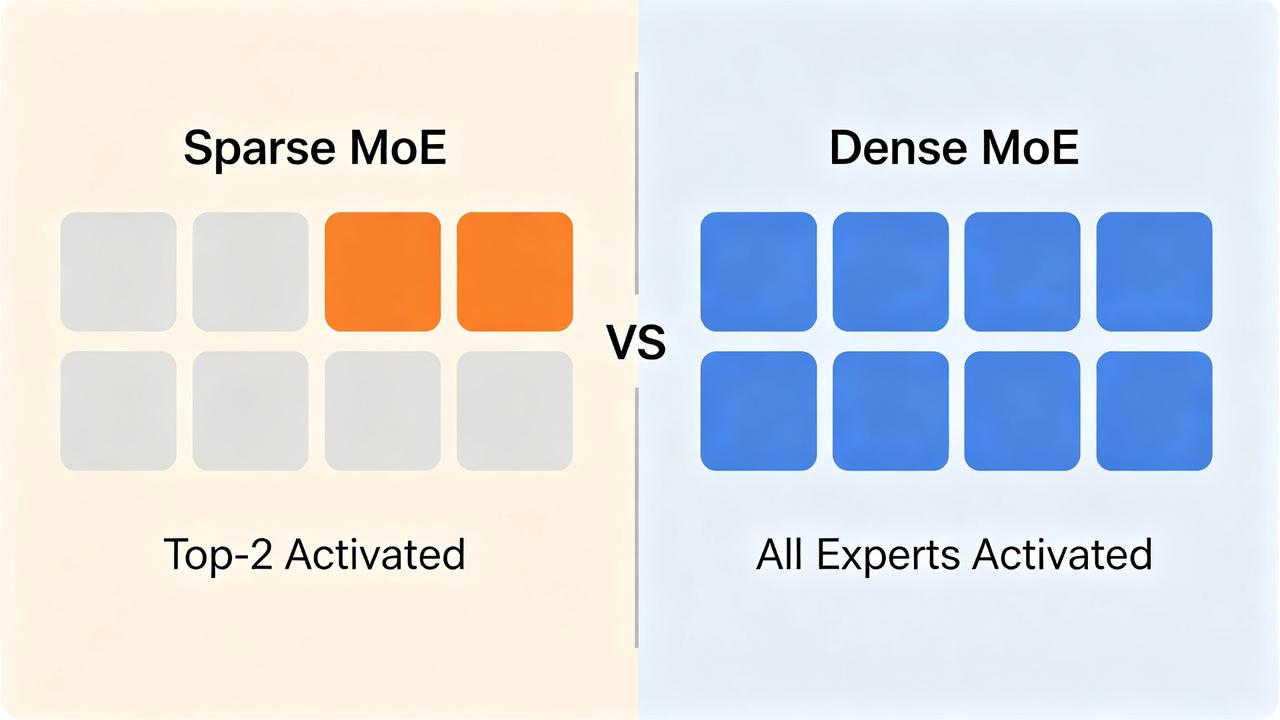 Sparse MoE
Top-2 Activated
VS
Dense MoE
All Experts Activated